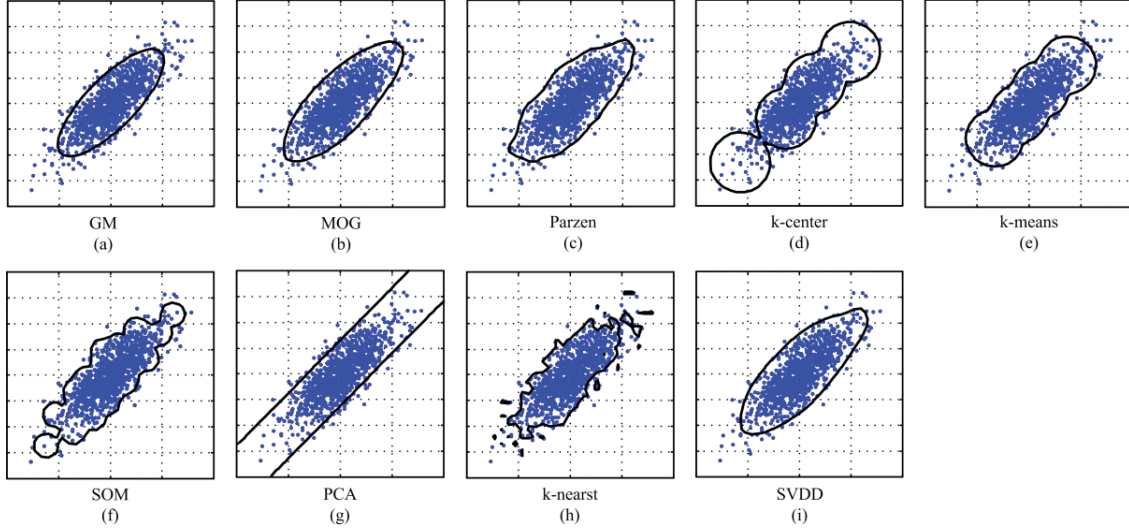 GM MOG Parzen k-center k-means
(a) (b) (c) (d) (e)
SOM PCA k-nearst SVDD
(f) (g) (h) (i)